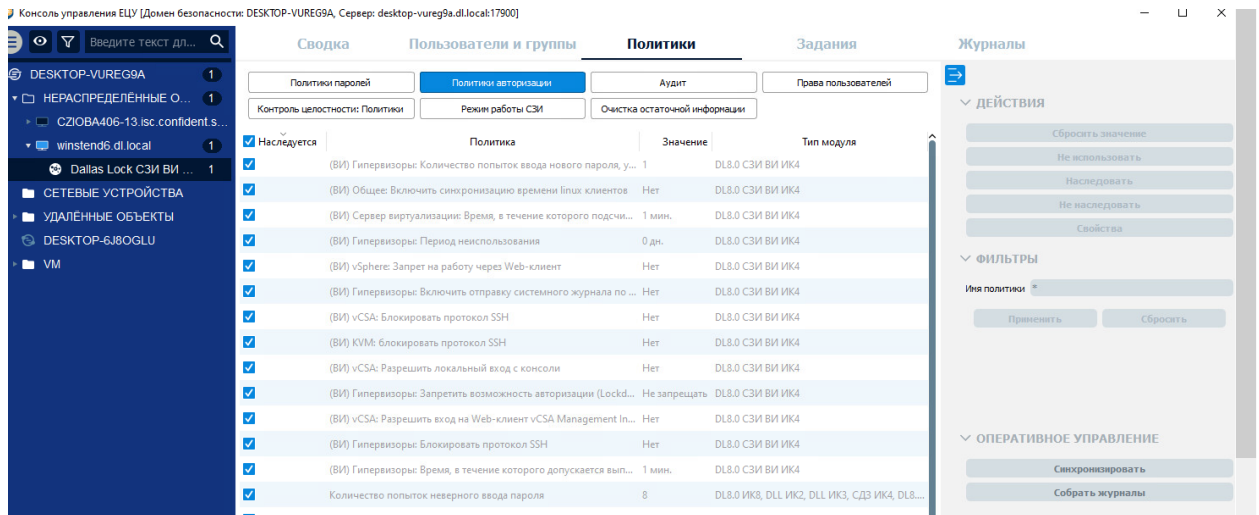 Консоль управления ЕЦУ [Домен безопасности: DESKTOP-VUREG9A, Сервер: desktop-vureg9a.dl.local:17900]
Введите текст дл...
Сводка Пользователи и группы Политики Задания Журналы
DESKTOP-VUREG9A 1
НЕРАСПРЕДЕЛЁННЫЕ О... 1
CZIOBA406-13.isc.confident.s...
winstend6.dl.local 1
Dallas Lock СЗИ ВИ ... 1
СЕТЕВЫЕ УСТРОЙСТВА
УДАЛЁННЫЕ ОБЪЕКТЫ
DESKTOP-6J8OGLU
VM
Политики паролей Политики авторизации Аудит Права пользователей
Контроль целостности: Политики Режим работы СЗИ Очистка остаточной информации
Наследуется Политика Значение Тип модуля
(ВИ) Гипервизоры: Количество попыток ввода нового пароля, у... 1 DL8.0 СЗИ ВИ ИК4
(ВИ) Общее: Включить синхронизацию времени linux клиентов Нет DL8.0 СЗИ ВИ ИК4
(ВИ) Сервер виртуализации: Время, в течение которого подсчи... 1 мин. DL8.0 СЗИ ВИ ИК4
(ВИ) Гипервизоры: Период неиспользования 0 дн. DL8.0 СЗИ ВИ ИК4
(ВИ) vSphere: Запрет на работу через Web-клиент Нет DL8.0 СЗИ ВИ ИК4
(ВИ) Гипервизоры: Включить отправку системного журнала по ... Нет DL8.0 СЗИ ВИ ИК4
(ВИ) vCSA: Блокировать протокол SSH Нет DL8.0 СЗИ ВИ ИК4
(ВИ) KVM: блокировать протокол SSH Нет DL8.0 СЗИ ВИ ИК4
(ВИ) vCSA: Разрешить локальный вход с консоли Нет DL8.0 СЗИ ВИ ИК4
(ВИ) Гипервизоры: Запретить возможность авторизации (Lockd... Не запрещать DL8.0 СЗИ ВИ ИК4
(ВИ) vCSA: Разрешить вход на Web-клиент vCSA Management In... Нет DL8.0 СЗИ ВИ ИК4
(ВИ) Гипервизоры: Блокировать протокол SSH Нет DL8.0 СЗИ ВИ ИК4
(ВИ) Гипервизоры: Время, в течение которого допускается вып... 1 мин. DL8.0 СЗИ ВИ ИК4
Количество попыток неверного ввода пароля 8 DL8.0 ИК8, DLL ИК2, DLL ИК3, СДЗ ИК4, DL8....
ДЕЙСТВИЯ
Сбросить значение
Не использовать
Наследовать
Не наследовать
Свойства
ФИЛЬТРЫ
Имя политики *
Применить Сбросить
ОПЕРАТИВНОЕ УПРАВЛЕНИЕ
Синхронизировать
Собрать журналы